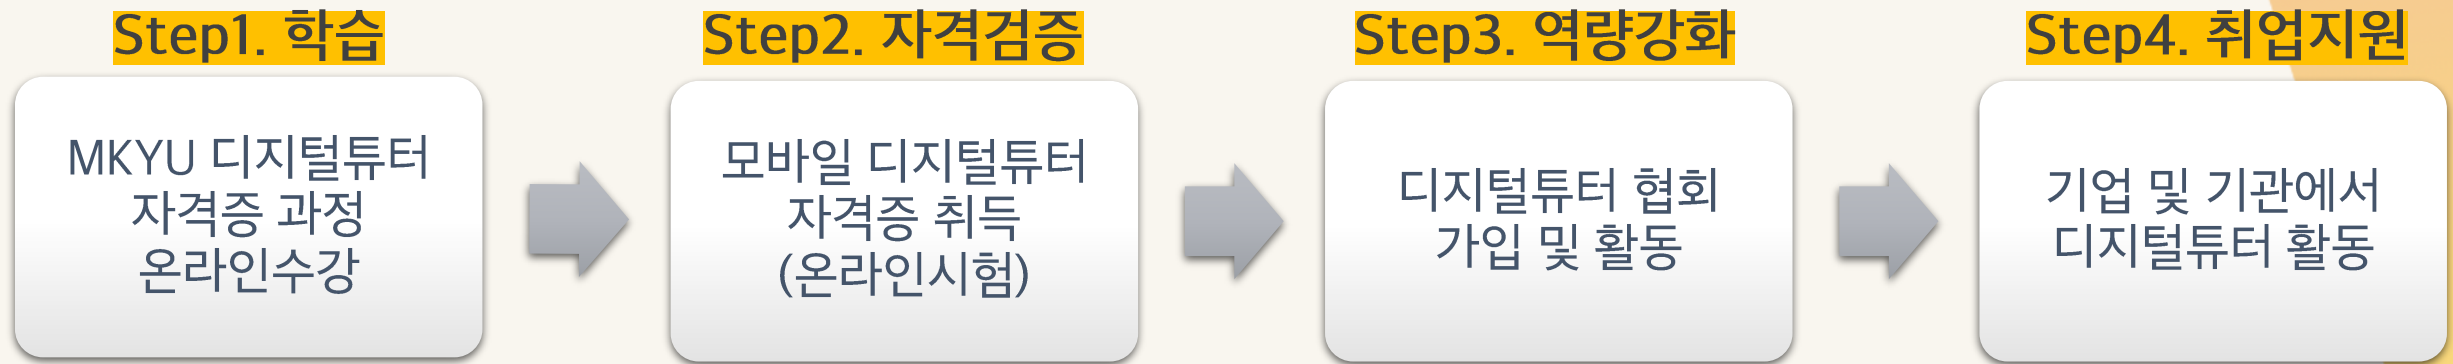 Step1. 학습
MKYU 디지털튜터
자격증 과정
온라인수강
Step2. 자격검증
모바일 디지털튜터
자격증 취득
(온라인시험)
Step3. 역량강화
디지털튜터 협회
가입 및 활동
Step4. 취업지원
기업 및 기관에서
디지털튜터 활동